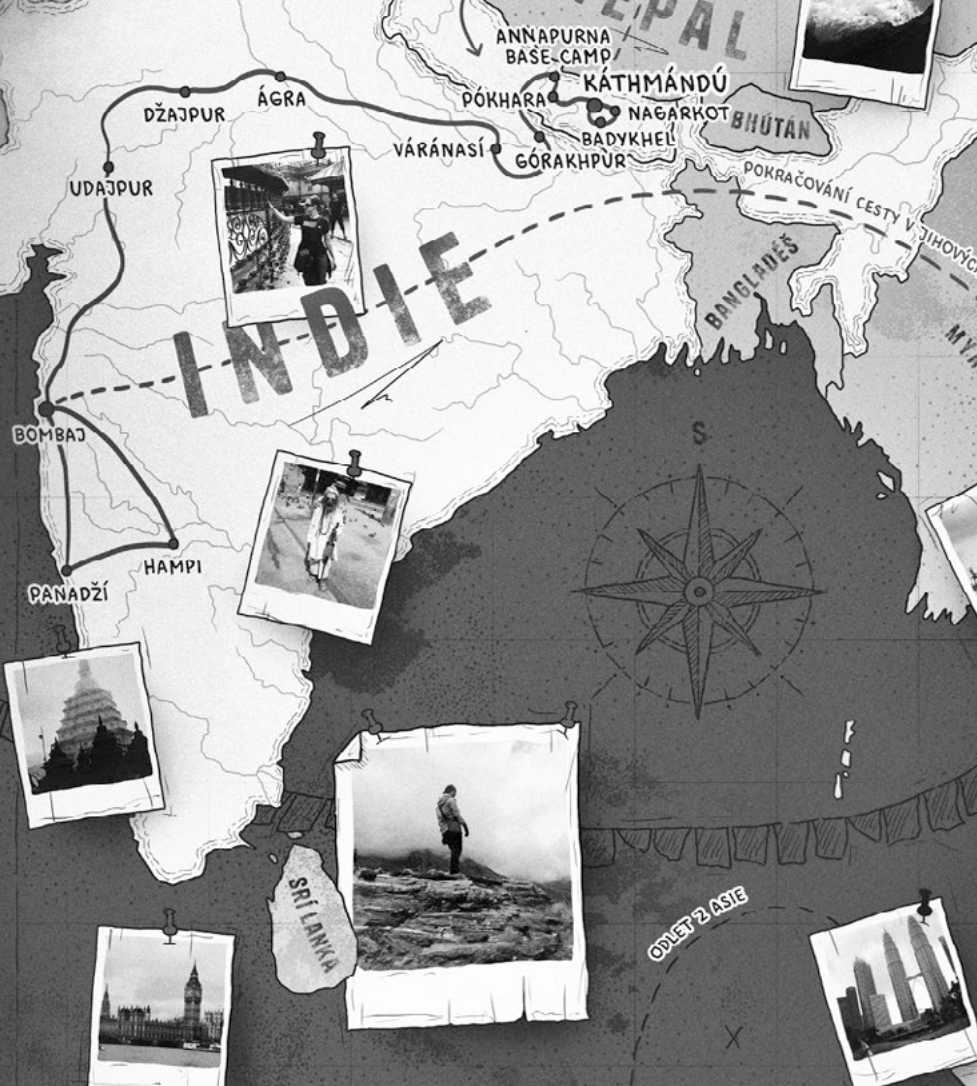 NEPÁL
ANNAPURNA
BASE CAMP
KÁTHMÁNDÚ
PÓKHARA
NAGARKOT
BADYKHEL
GÓRAKHPUR
BHÚTÁN
ÁGRA
DŽAJPUR
VÁRÁNASÍ
UDAJPUR
POKRAČOVÁNÍ CESTY V JIHOVÝCH
BANGLADÉŠ
INDIE
BOMBAJ
S
HAMPI
PANADŽÍ
SRÍ LANKA
ODLET Z ASIE